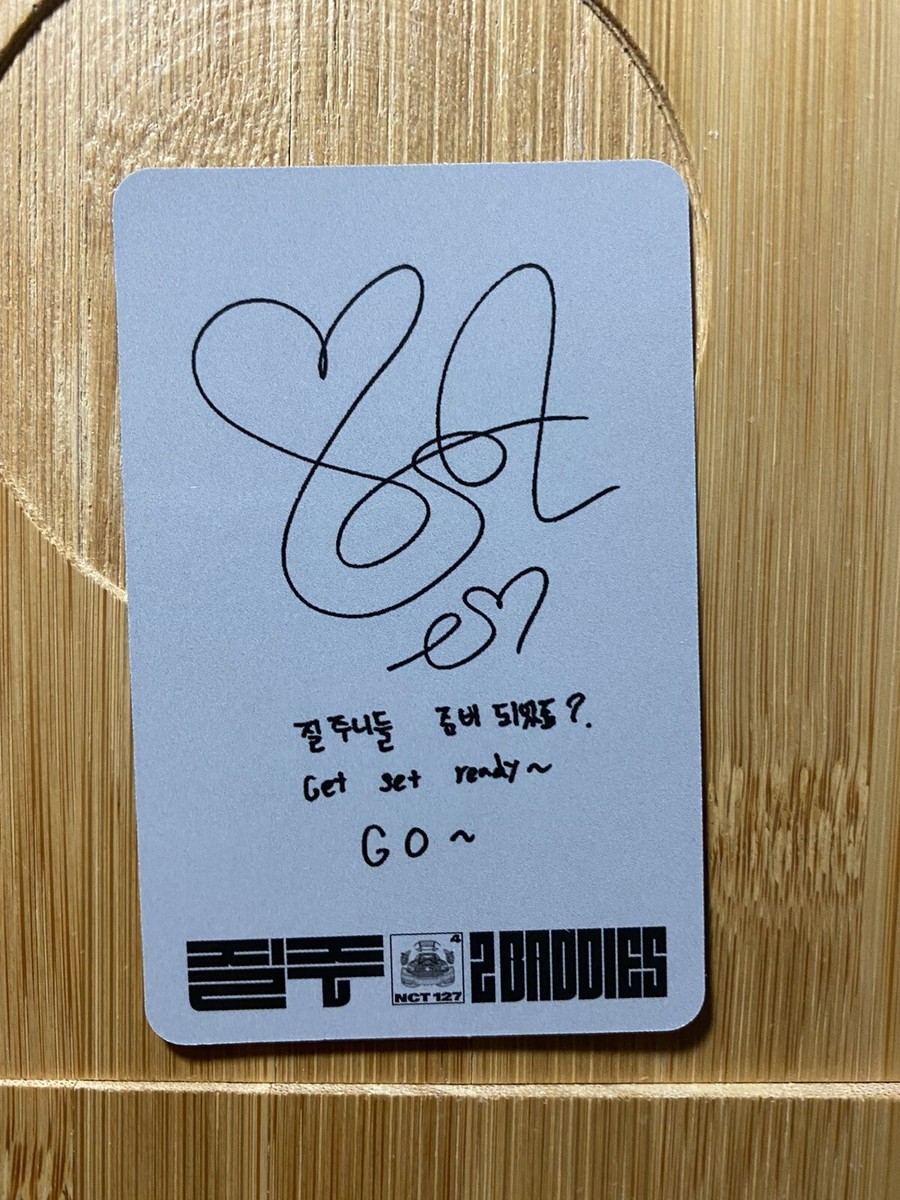 질주니들 준비 되었죠?.
Get set ready~
GO~
질주
4
NCT 127
2 BADDIES